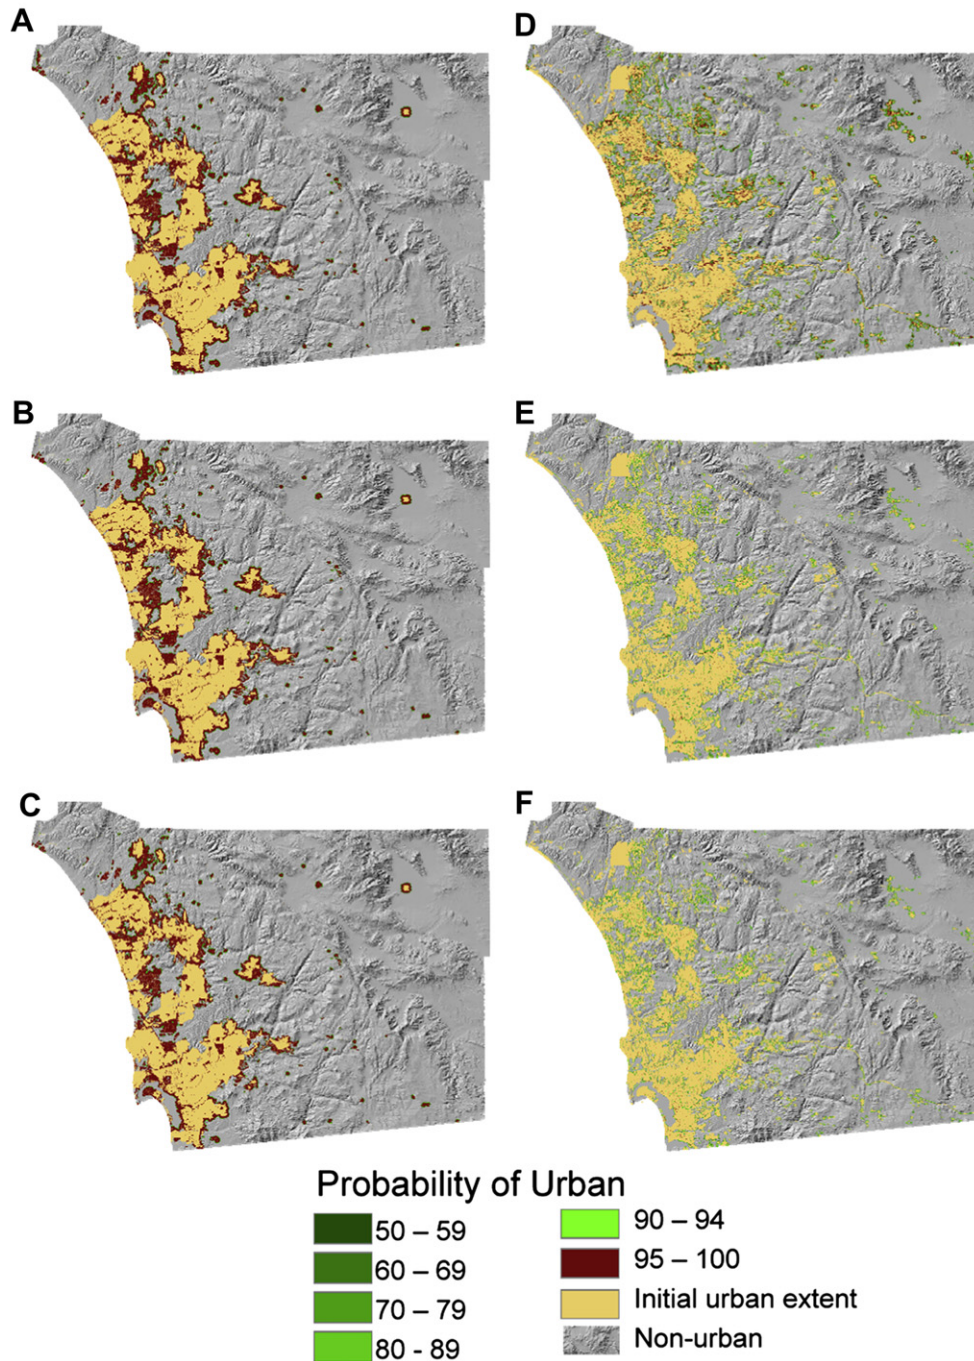 A
D
B
E
C
F
Probability of Urban
50 – 59
60 – 69
70 – 79
80 – 89
90 – 94
95 – 100
Initial urban extent
Non-urban